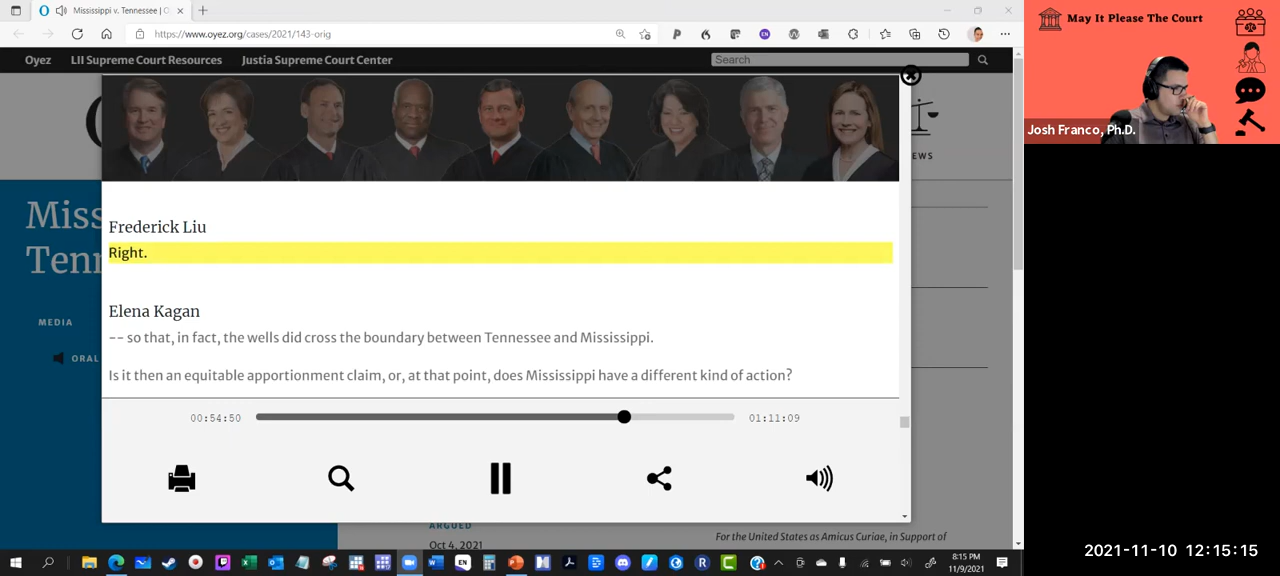 Mississippi v. Tennessee | O
https://www.oyez.org/cases/2021/143-orig
Oyez
LII Supreme Court Resources
Justia Supreme Court Center
Search
Miss
Tenn
MEDIA
ORAL
Frederick Liu
Right.
Elena Kagan
-- so that, in fact, the wells did cross the boundary between Tennessee and Mississippi.
Is it then an equitable apportionment claim, or, at that point, does Mississippi have a different kind of action?
00:54:50
01:11:09
EWS
ARGUED
Oct 4, 2021
For the United States as Amicus Curiae, in Support of
8:15 PM
11/9/2021
May It Please The Court
Josh Franco, Ph.D.
2021-11-10 12:15:15